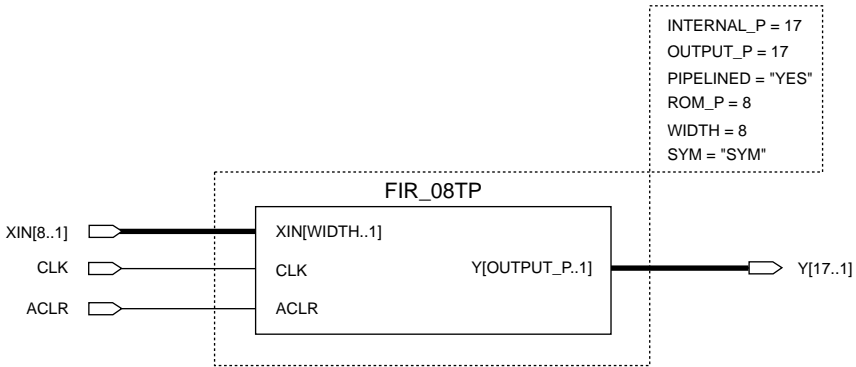 INTERNAL_P = 17
OUTPUT_P = 17
PIPELINED = "YES"
ROM_P = 8
WIDTH = 8
SYM = "SYM"
FIR_08TP
XIN[8..1]
XIN[WIDTH..1]
CLK
CLK
Y[OUTPUT_P..1]
Y[17..1]
ACLR
ACLR